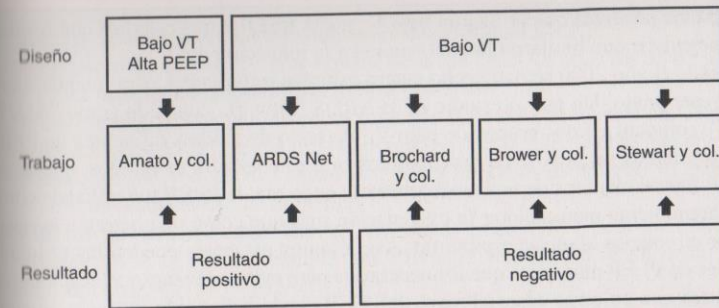 Diseño
Bajo VT
Alta PEEP
Bajo VT
Trabajo
Amato y col.
ARDS Net
Brochard
y col.
Brower y col.
Stewart y col.
Resultado
Resultado
positivo
Resultado
negativo